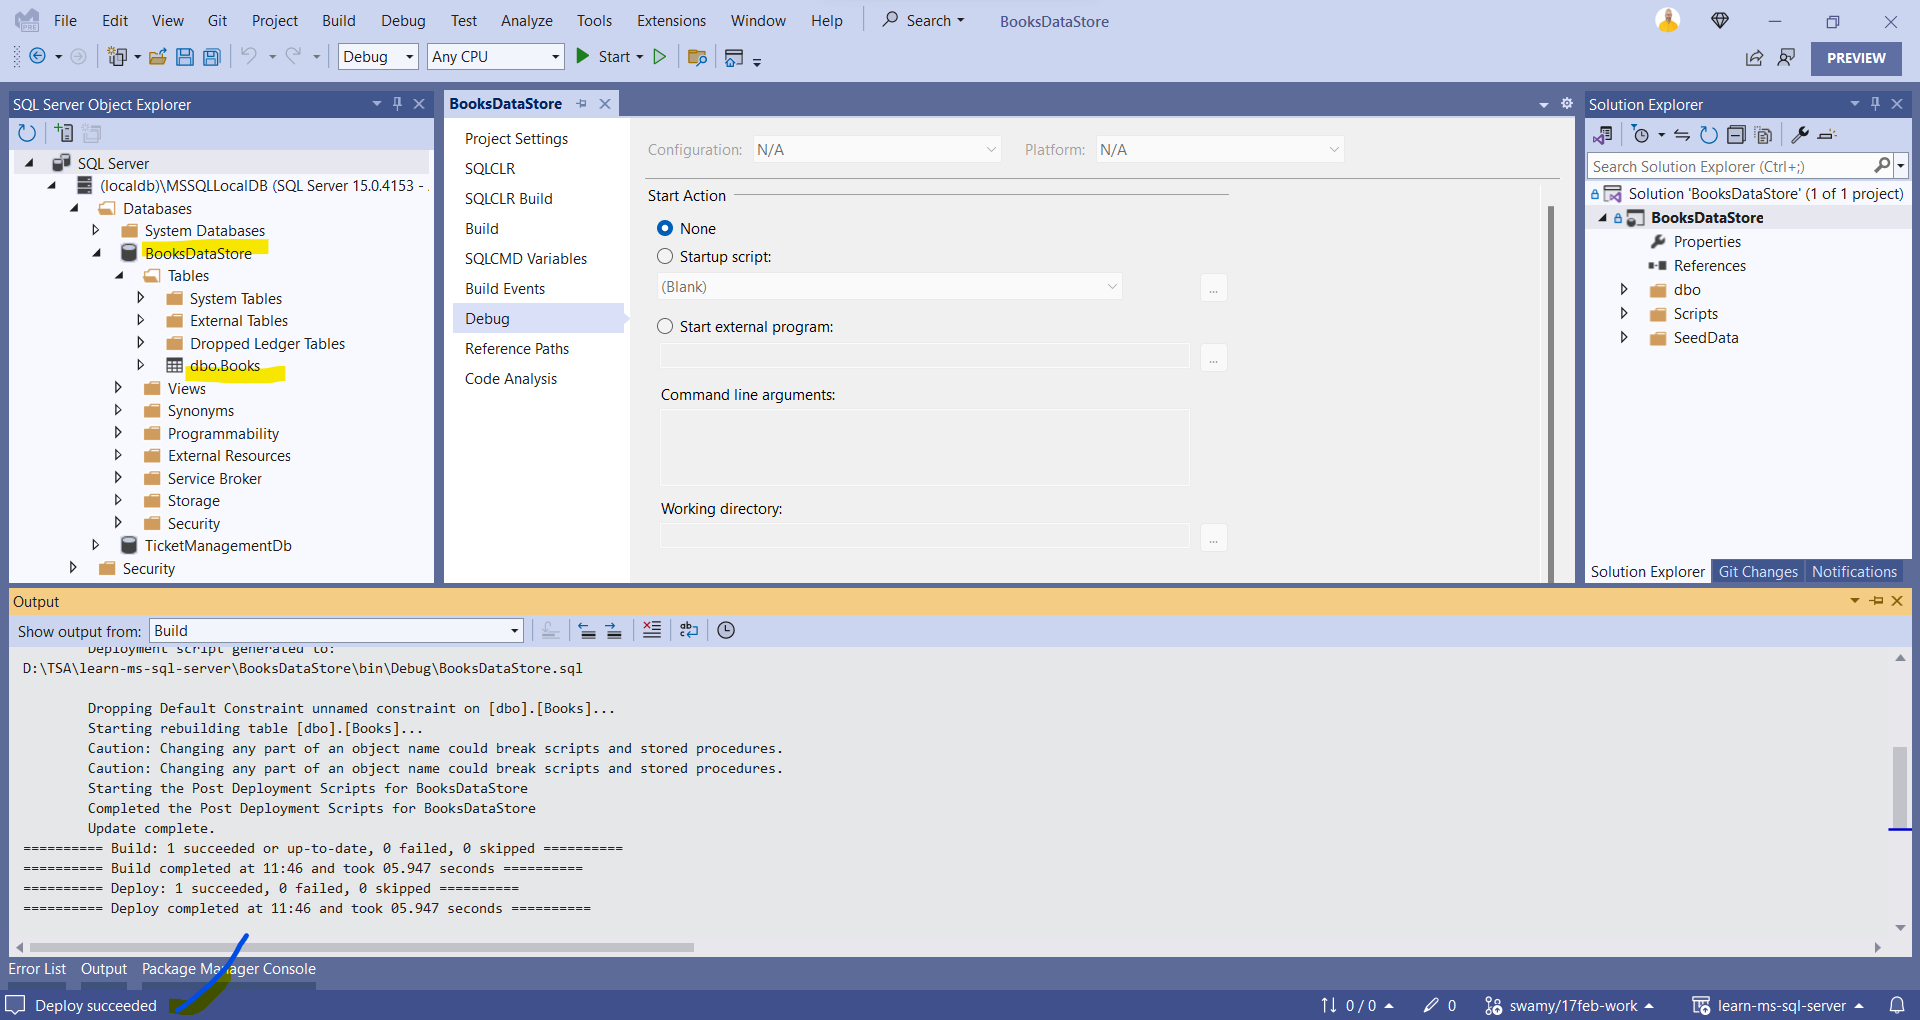 File Edit View Git Project Build Debug Test Analyze Tools Extensions Window Help Search BooksDataStore
Debug Any CPU Start PREVIEW
SQL Server Object Explorer
SQL Server
(localdb)\MSSQLLocalDB (SQL Server 15.0.4153 -
Databases
System Databases
BooksDataStore
Tables
System Tables
External Tables
Dropped Ledger Tables
dbo.Books
Views
Synonyms
Programmability
External Resources
Service Broker
Storage
Security
TicketManagementDb
Security
BooksDataStore
Project Settings
SQLCLR
SQLCLR Build
Build
SQLCMD Variables
Build Events
Debug
Reference Paths
Code Analysis
Configuration: N/A Platform: N/A
Start Action
None
Startup script:
(Blank)
...
Start external program:
...
Command line arguments:
Working directory:
...
Solution Explorer
Search Solution Explorer (Ctrl+;)
Solution 'BooksDataStore' (1 of 1 project)
BooksDataStore
Properties
References
dbo
Scripts
SeedData
Solution Explorer Git Changes Notifications
Output
Show output from: Build
Deployment script generated to:
D:\TSA\learn-ms-sql-server\BooksDataStore\bin\Debug\BooksDataStore.sql
Dropping Default Constraint unnamed constraint on [dbo].[Books]...
Starting rebuilding table [dbo].[Books]...
Caution: Changing any part of an object name could break scripts and stored procedures.
Caution: Changing any part of an object name could break scripts and stored procedures.
Starting the Post Deployment Scripts for BooksDataStore
Completed the Post Deployment Scripts for BooksDataStore
Update complete.
========== Build: 1 succeeded or up-to-date, 0 failed, 0 skipped ==========
========== Build completed at 11:46 and took 05.947 seconds ==========
========== Deploy: 1 succeeded, 0 failed, 0 skipped ==========
========== Deploy completed at 11:46 and took 05.947 seconds ==========
Error List Output Package Manager Console
Deploy succeeded 0 / 0 0 swamy/17feb-work learn-ms-sql-server